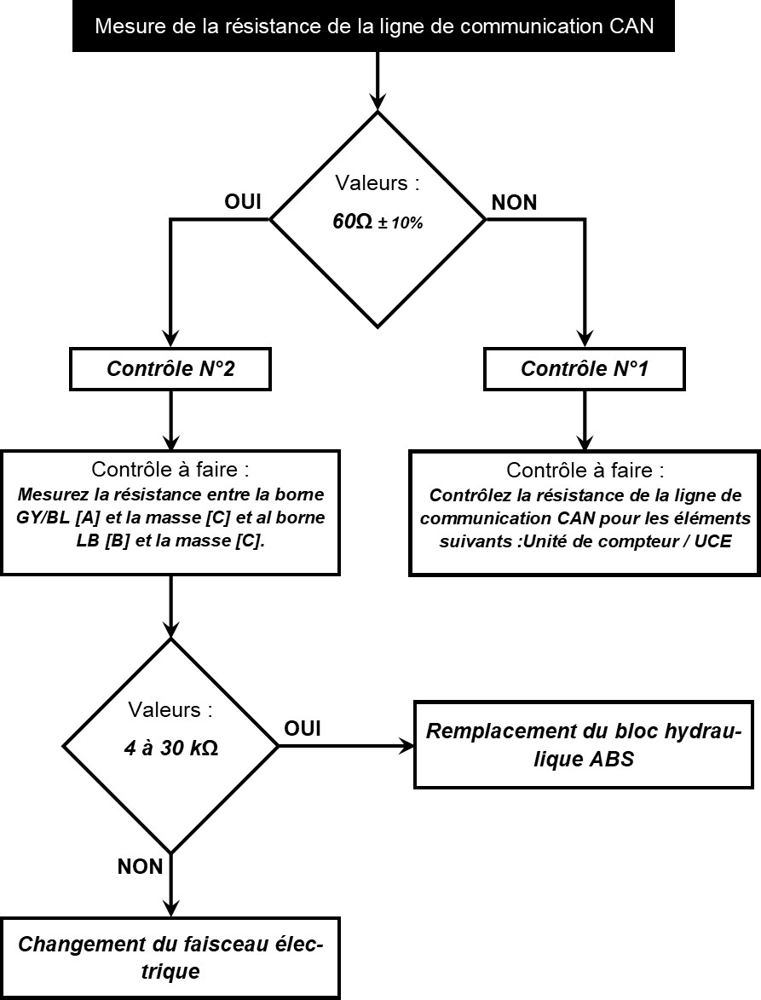 Mesure de la résistance de la ligne de communication CAN
Valeurs :
60Ω ± 10%
OUI
NON
Contrôle N°2
Contrôle N°1
Contrôle à faire :
Mesurez la résistance entre la borne
GY/BL [A] et la masse [C] et al borne
LB [B] et la masse [C].
Contrôle à faire :
Contrôlez la résistance de la ligne de
communication CAN pour les éléments
suivants :Unité de compteur / UCE
Valeurs :
4 à 30 kΩ
OUI
Remplacement du bloc hydrau-
lique ABS
NON
Changement du faisceau élec-
trique